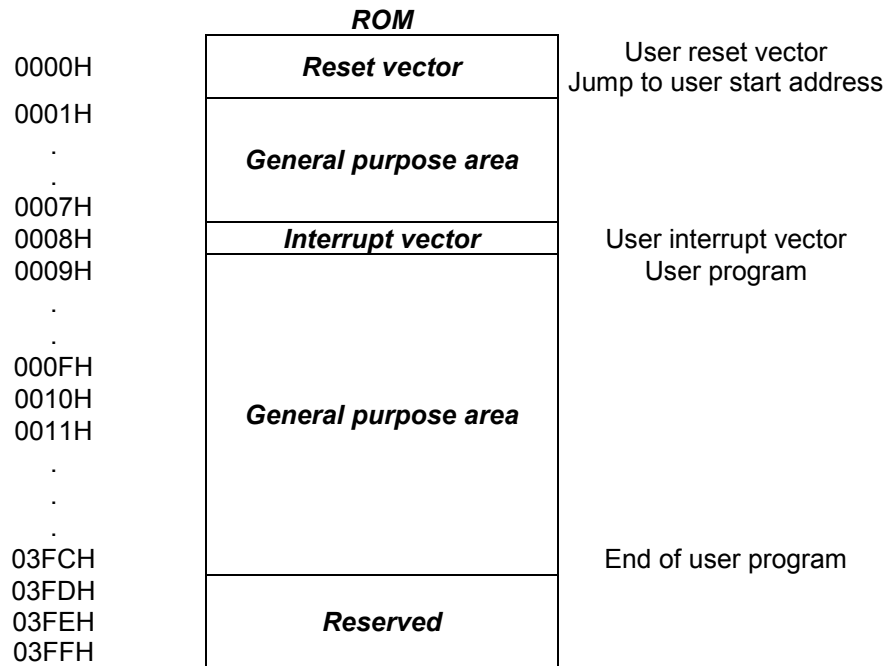 ROM
0000H Reset vector User reset vector
Jump to user start address
0001H
.
General purpose area
.
0007H
0008H Interrupt vector User interrupt vector
0009H User program
.
.
000FH
0010H
General purpose area
0011H
.
.
.
03FCH End of user program
03FDH
03FEH Reserved
03FFH